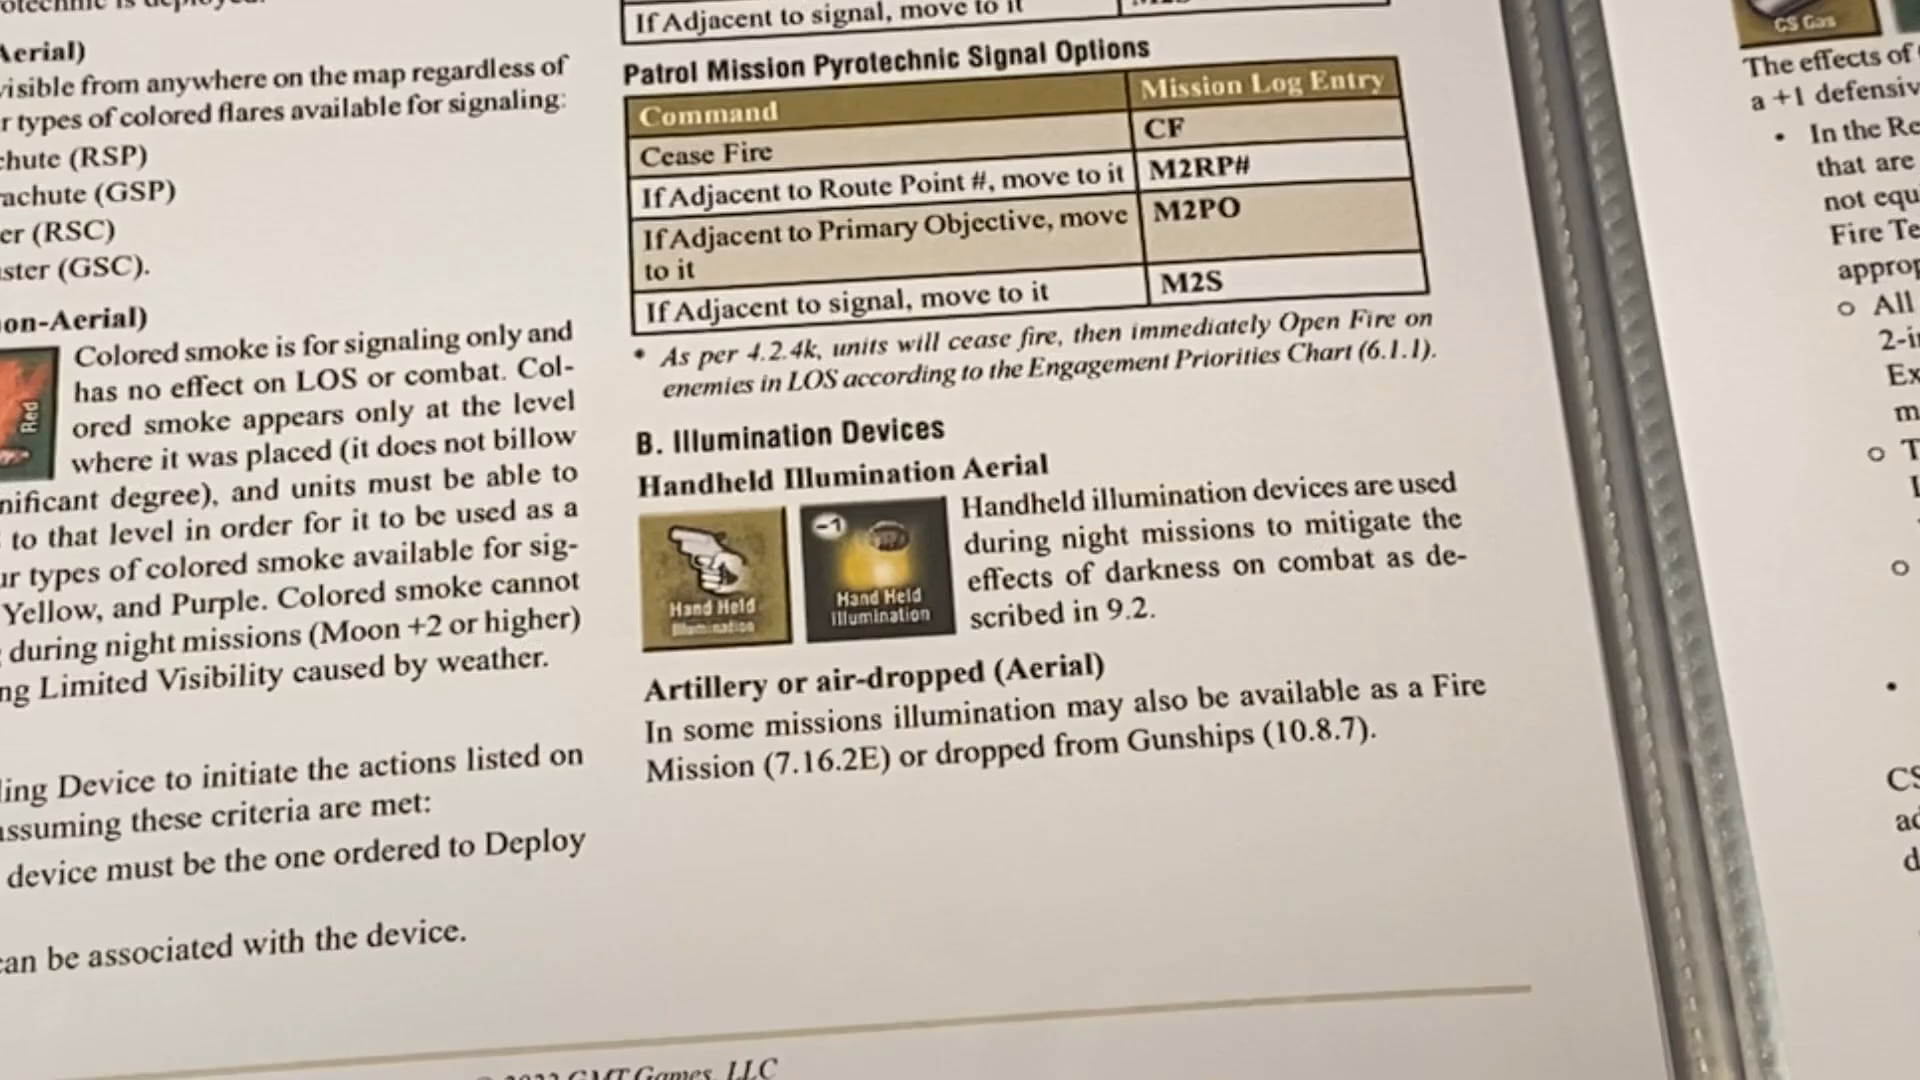 Aerial)
visible from anywhere on the map regardless of
r types of colored flares available for signaling:
chute (RSP)
rachute (GSP)
er (RSC)
ster (GSC).
on-Aerial)
Red
Colored smoke is for signaling only and
has no effect on LOS or combat. Col-
ored smoke appears only at the level
where it was placed (it does not billow
nificant degree), and units must be able to
to that level in order for it to be used as a
ur types of colored smoke available for sig-
Yellow, and Purple. Colored smoke cannot
during night missions (Moon +2 or higher)
ng Limited Visibility caused by weather.
ling Device to initiate the actions listed on
assuming these criteria are met:
device must be the one ordered to Deploy
can be associated with the device.
If Adjacent to signal, move to it
Patrol Mission Pyrotechnic Signal Options
Command Mission Log Entry
Cease Fire CF
If Adjacent to Route Point #, move to it M2RP#
If Adjacent to Primary Objective, move M2PO
to it
If Adjacent to signal, move to it M2S
* As per 4.2.4k, units will cease fire, then immediately Open Fire on
enemies in LOS according to the Engagement Priorities Chart (6.1.1).
B. Illumination Devices
Handheld Illumination Aerial
Hand Held
Illumination
-1
Hand Held
Illumination
Handheld illumination devices are used
during night missions to mitigate the
effects of darkness on combat as de-
scribed in 9.2.
Artillery or air-dropped (Aerial)
In some missions illumination may also be available as a Fire
Mission (7.16.2E) or dropped from Gunships (10.8.7).
GMT Games, LLC
CS Gas
The effects of
a +1 defensiv
• In the Re
that are
not equ
Fire Te
approp
o All
2-i
Ex
m
o T
CS